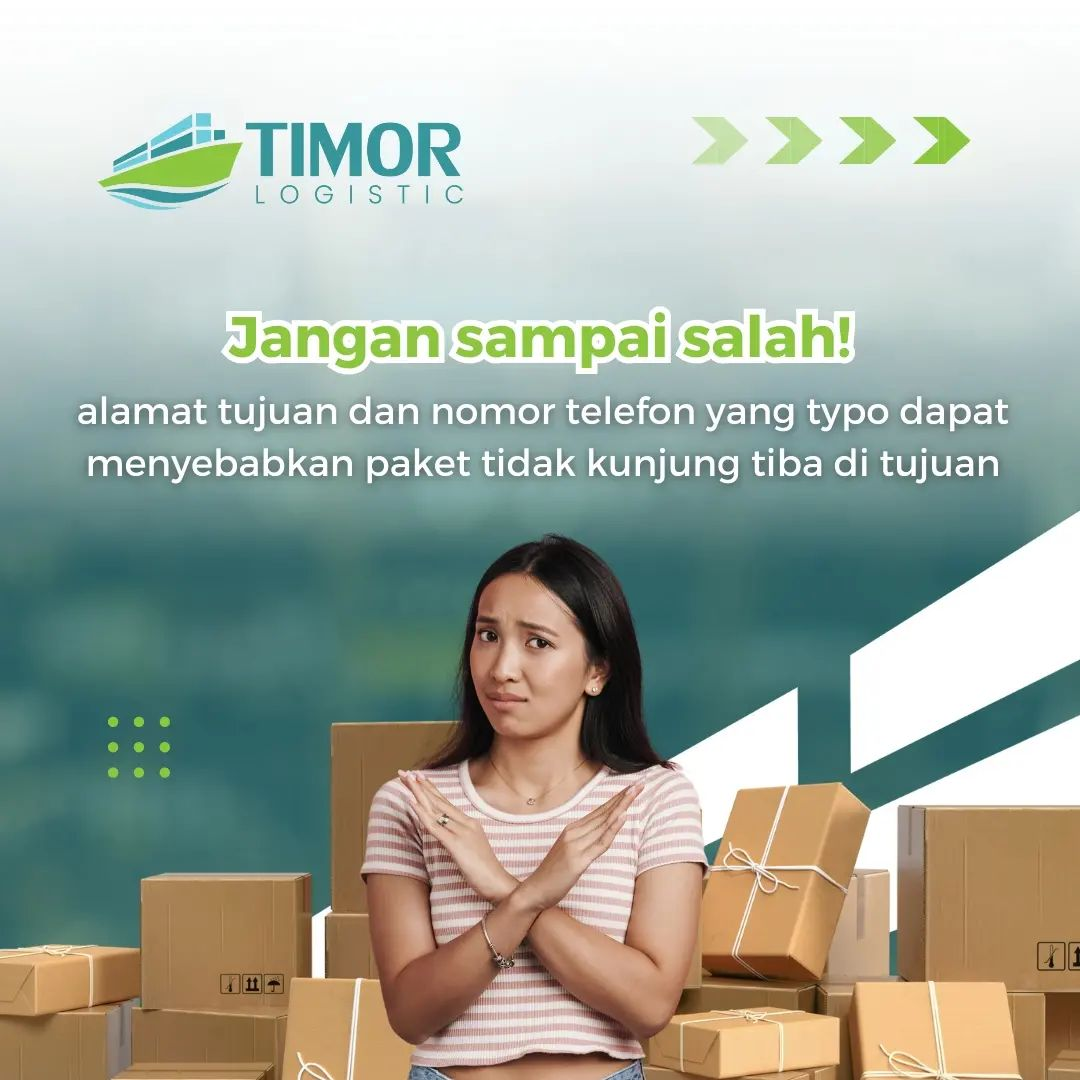 TIMOR
LOGISTIC
Jangan sampai salah!
alamat tujuan dan nomor telefon yang typo dapat
menyebabkan paket tidak kunjung tiba di tujuan